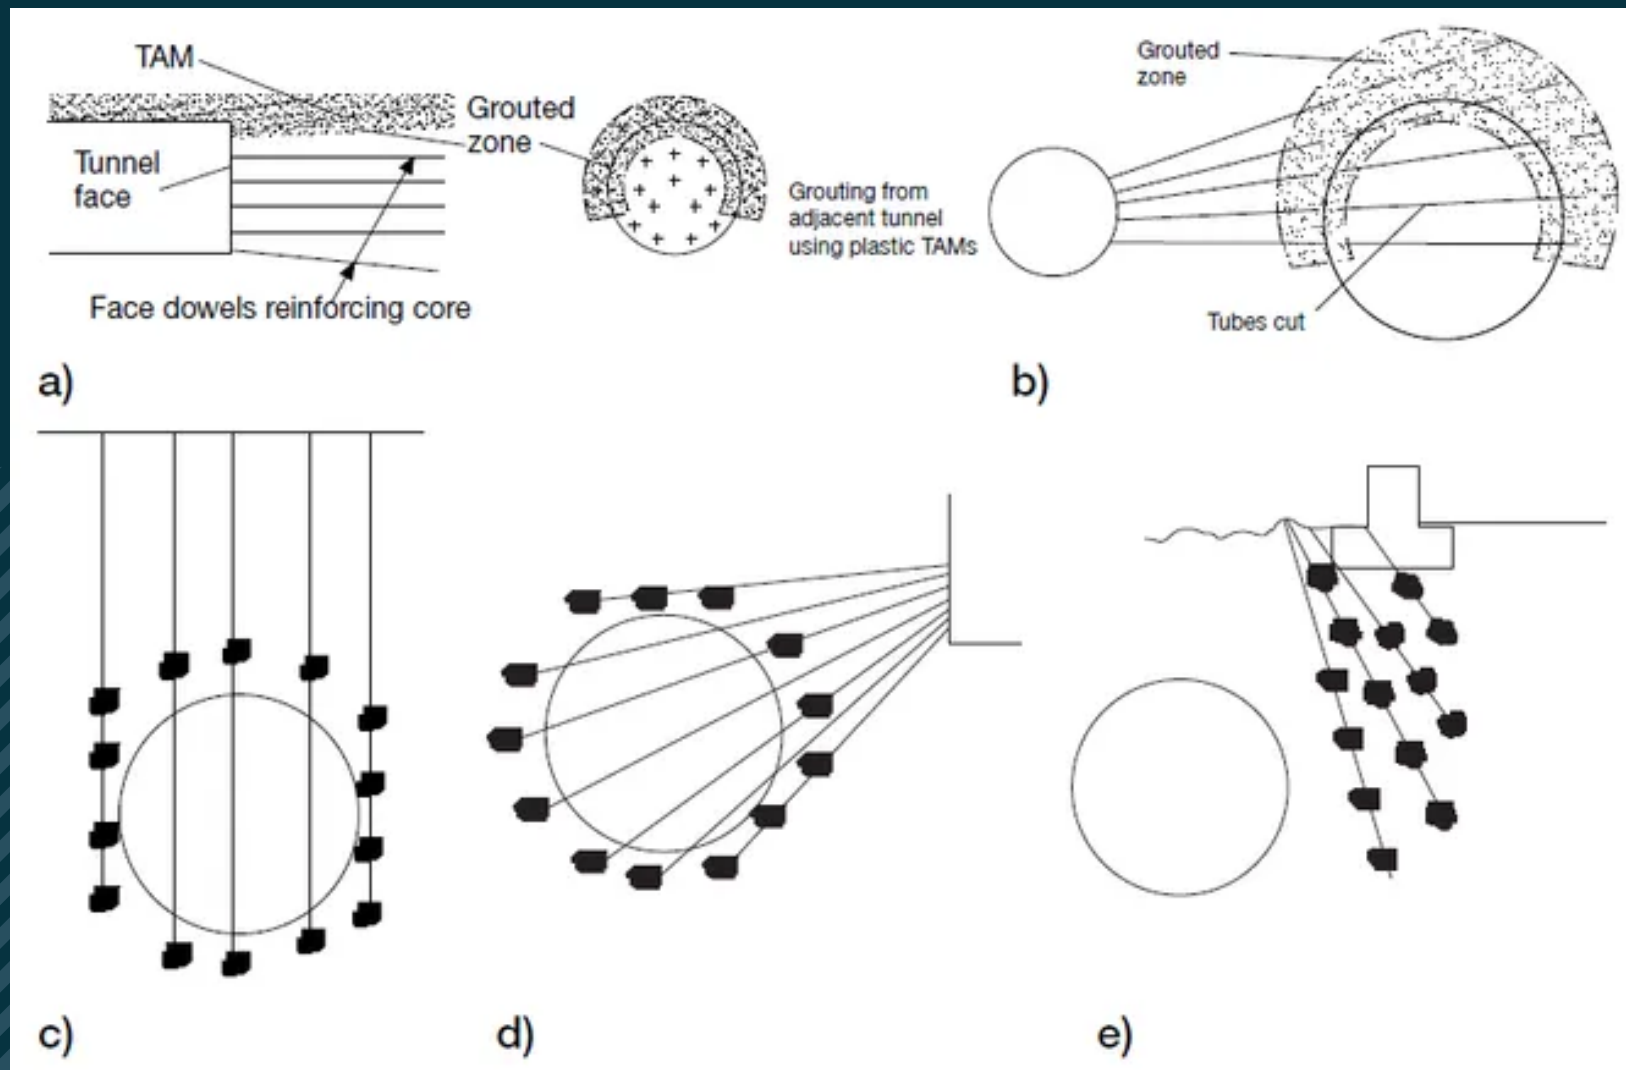 TAM
Grouted
zone
Tunnel
face
Face dowels reinforcing core
a)
Grouting from
adjacent tunnel
using plastic TAMs
Grouted
zone
Tubes cut
b)
c)
d)
e)